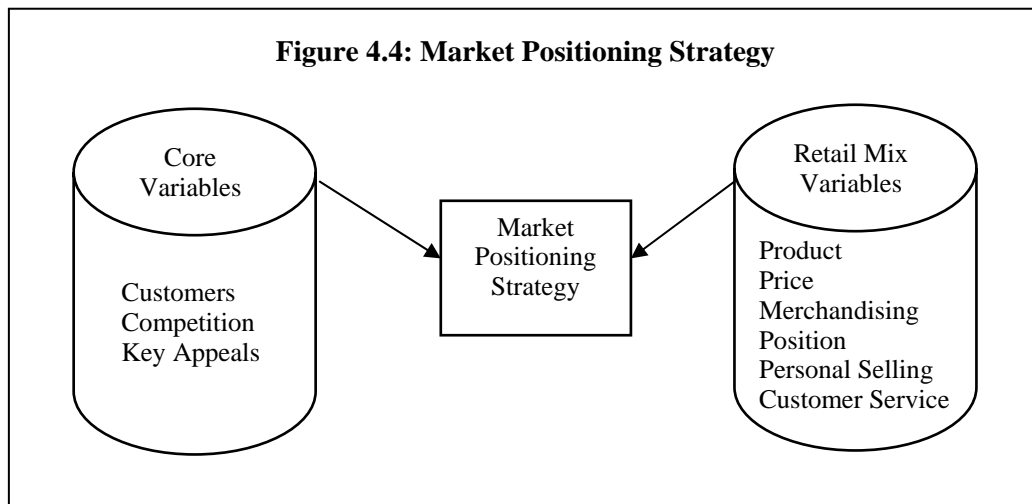 Figure 4.4: Market Positioning Strategy
Core
Variables
Customers
Competition
Key Appeals
Market
Positioning
Strategy
Retail Mix
Variables
Product
Price
Merchandising
Position
Personal Selling
Customer Service